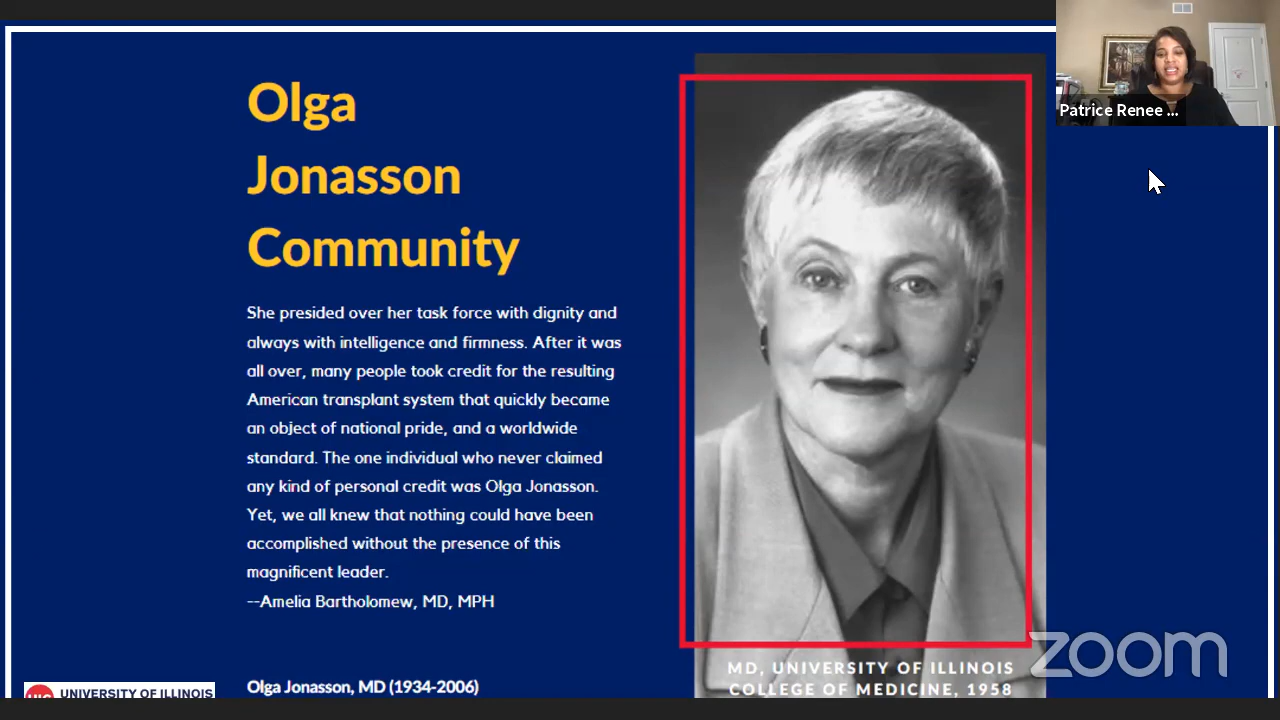 Olga
Jonasson
Community
She presided over her task force with dignity and
always with intelligence and firmness. After it was
all over, many people took credit for the resulting
American transplant system that quickly became
an object of national pride, and a worldwide
standard. The one individual who never claimed
any kind of personal credit was Olga Jonasson.
Yet, we all knew that nothing could have been
accomplished without the presence of this
magnificent leader.
--Amelia Bartholomew, MD, MPH
Olga Jonasson, MD (1934-2006)
MD, UNIVERSITY OF ILLINOIS
COLLEGE OF MEDICINE, 1958
Patrice Renee ...
zoom
UIC
UNIVERSITY OF ILLINOIS